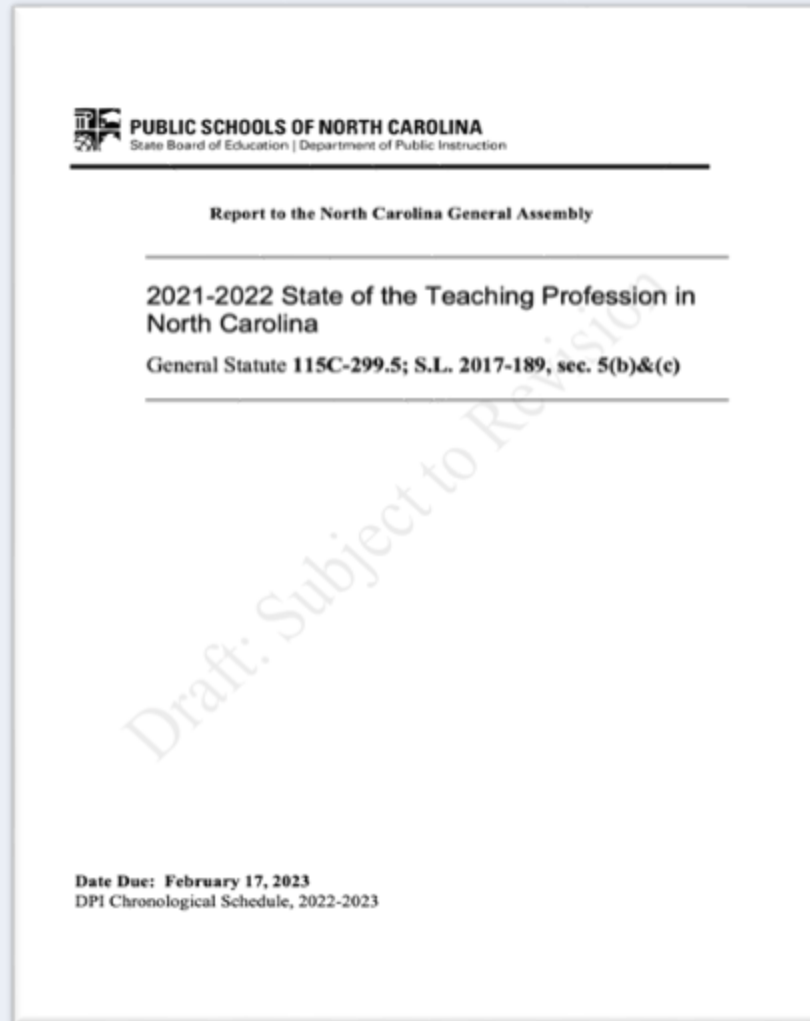 PUBLIC SCHOOLS OF NORTH CAROLINA
State Board of Education | Department of Public Instruction
Report to the North Carolina General Assembly
2021-2022 State of the Teaching Profession in
North Carolina
General Statute 115C-299.5; S.L. 2017-189, sec. 5(b)&(c)
Draft: Subject to Revision
Date Due: February 17, 2023
DPI Chronological Schedule, 2022-2023